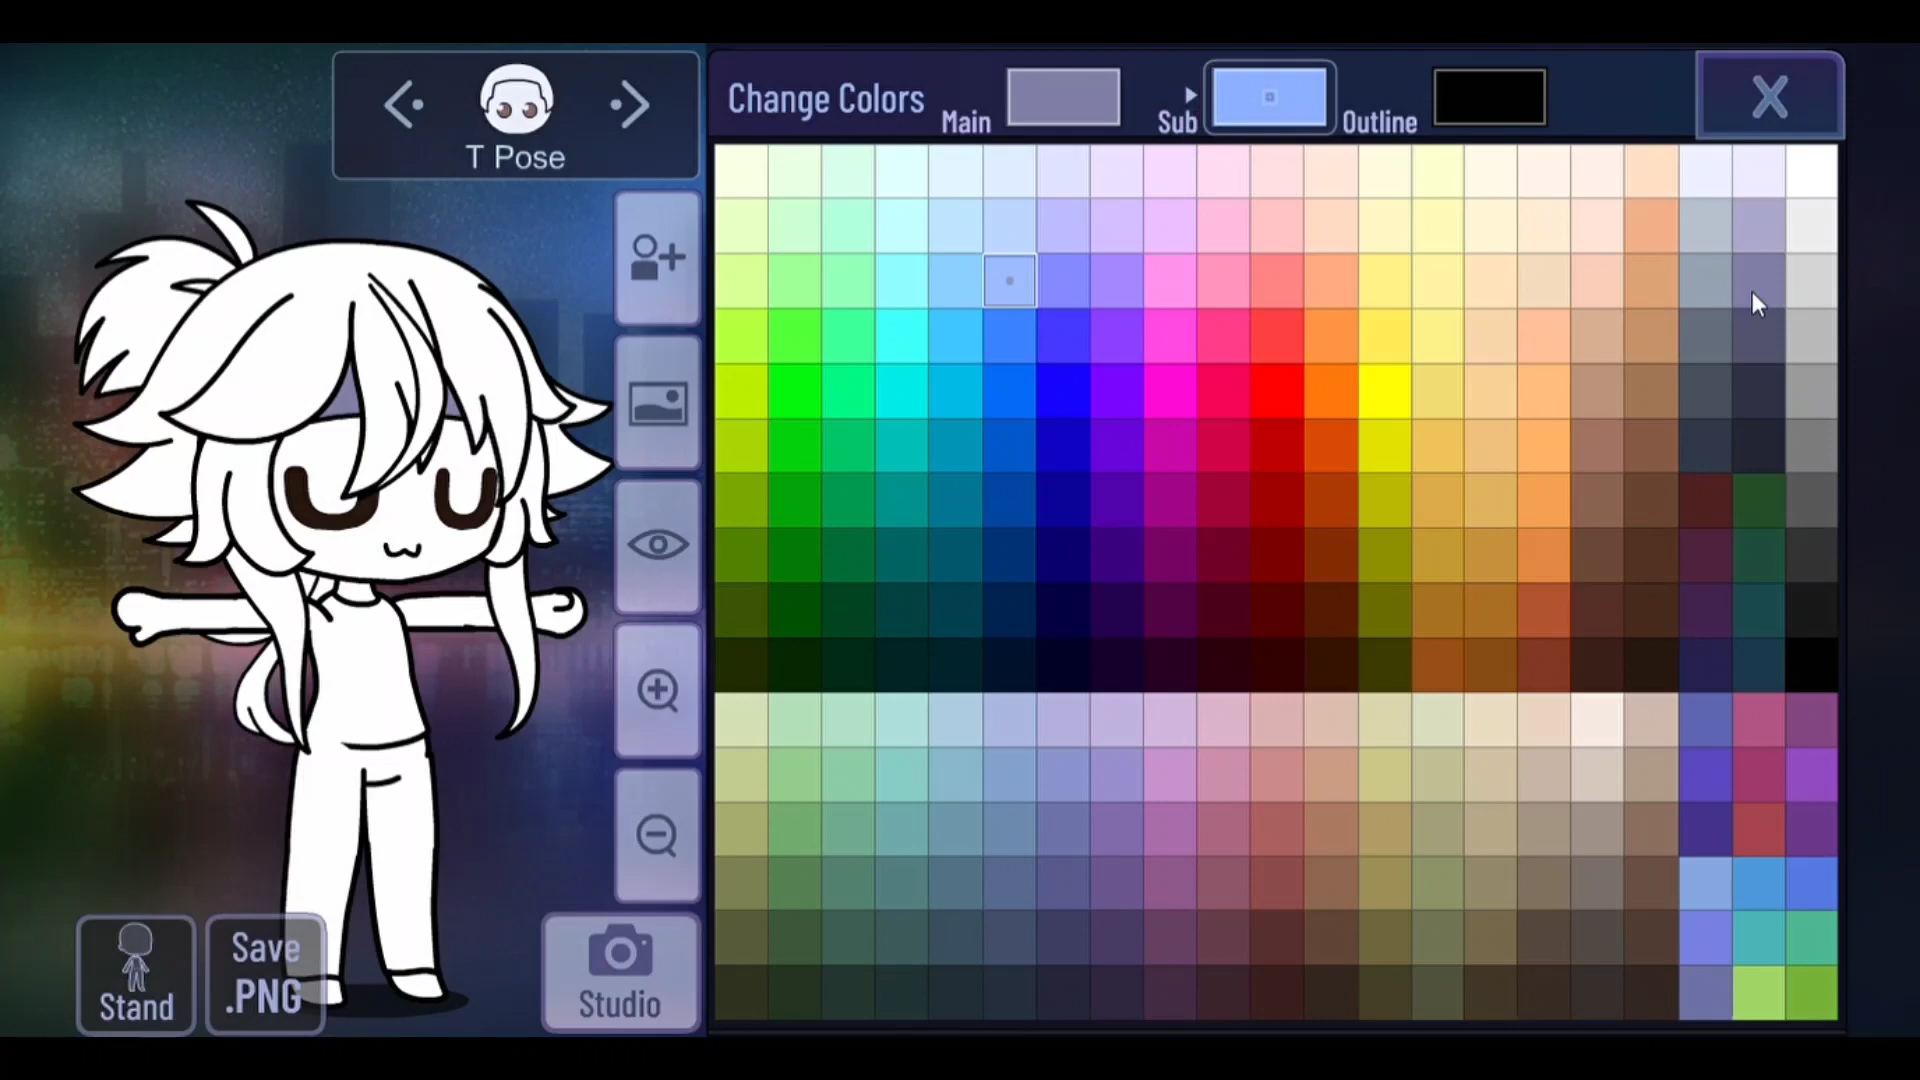 T Pose
Change Colors
Main
Sub
Outline
X
Stand
Save
.PNG
Studio